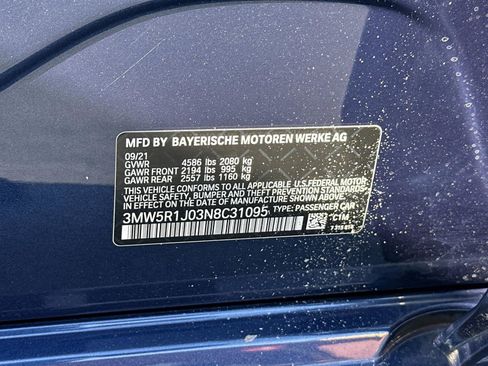 MFD BY BAYERISCHE MOTOREN WERKE AG
09/21
GVWR 4586 lbs 2080 kg
GAWR FRONT 2194 lbs 995 kg
GAWR REAR 2557 lbs 1160 kg
THIS VEHICLE CONFORMS TO ALL APPLICABLE U.S. FEDERAL MOTOR
VEHICLE SAFETY, BUMPER, AND THEFT PREVENTION STANDARDS
IN EFFECT ON THE DATE OF MANUFACTURE SHOWN ABOVE.
3MW5R1J03N8C31095 TYPE: PASSENGER CAR
C1M